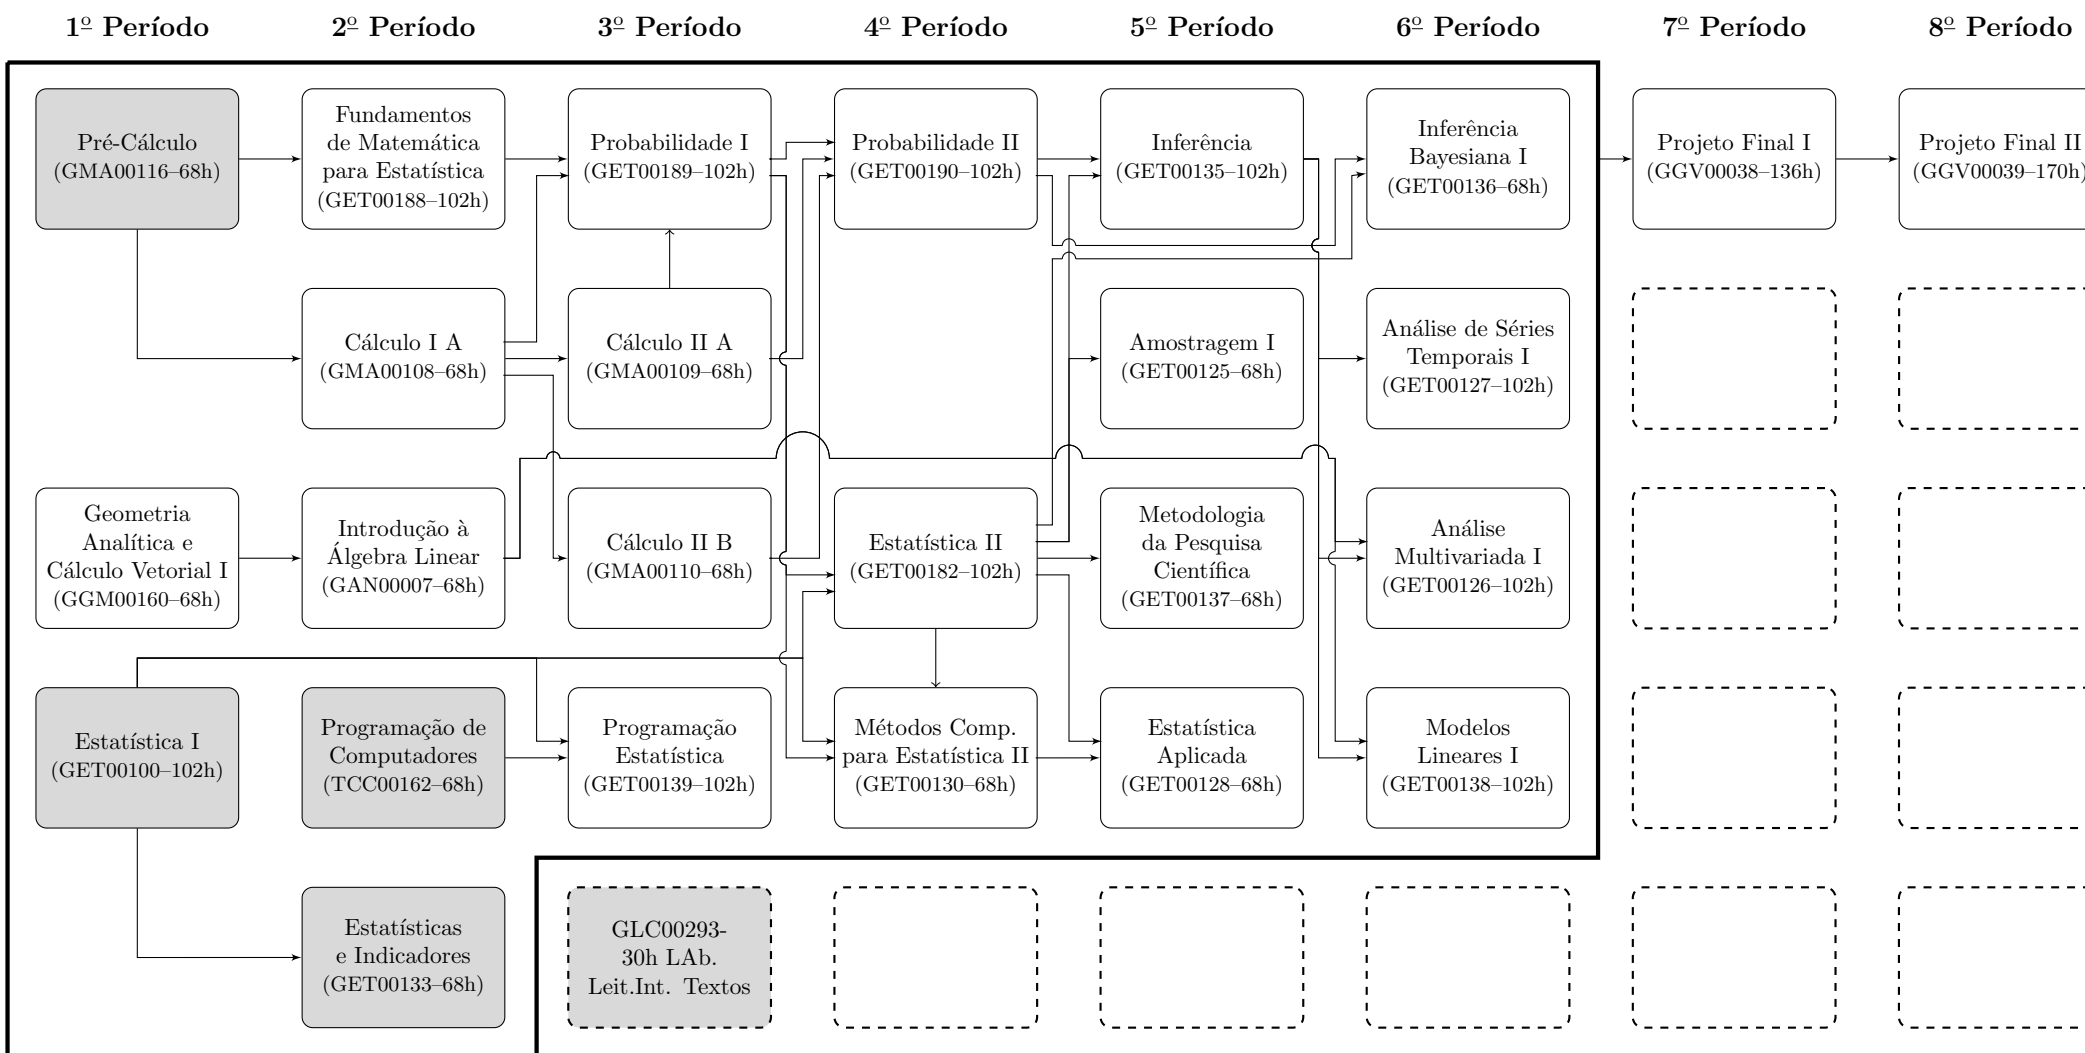 1º Período
2º Período
3º Período
4º Período
5º Período
6º Período
7º Período
8º Período
Pré-Cálculo
(GMA00116–68h)
Fundamentos
de Matemática
para Estatística
(GET00188–102h)
Probabilidade I
(GET00189–102h)
Probabilidade II
(GET00190–102h)
Inferência
(GET00135–102h)
Inferência
Bayesiana I
(GET00136–68h)
Projeto Final I
(GGV00038–136h)
Projeto Final II
(GGV00039–170h)
Cálculo I A
(GMA00108–68h)
Cálculo II A
(GMA00109–68h)
Amostragem I
(GET00125–68h)
Análise de Séries
Temporais I
(GET00127–102h)
Geometria
Analítica e
Cálculo Vetorial I
(GGM00160–68h)
Introdução à
Álgebra Linear
(GAN00007–68h)
Cálculo II B
(GMA00110–68h)
Estatística II
(GET00182–102h)
Metodologia
da Pesquisa
Científica
(GET00137–68h)
Análise
Multivariada I
(GET00126–102h)
Estatística I
(GET00100–102h)
Programação de
Computadores
(TCC00162–68h)
Programação
Estatística
(GET00139–102h)
Métodos Comp.
para Estatística II
(GET00130–68h)
Estatística
Aplicada
(GET00128–68h)
Modelos
Lineares I
(GET00138–102h)
Estatísticas
e Indicadores
(GET00133–68h)
GLC00293-
30h LAb.
Leit.Int. Textos